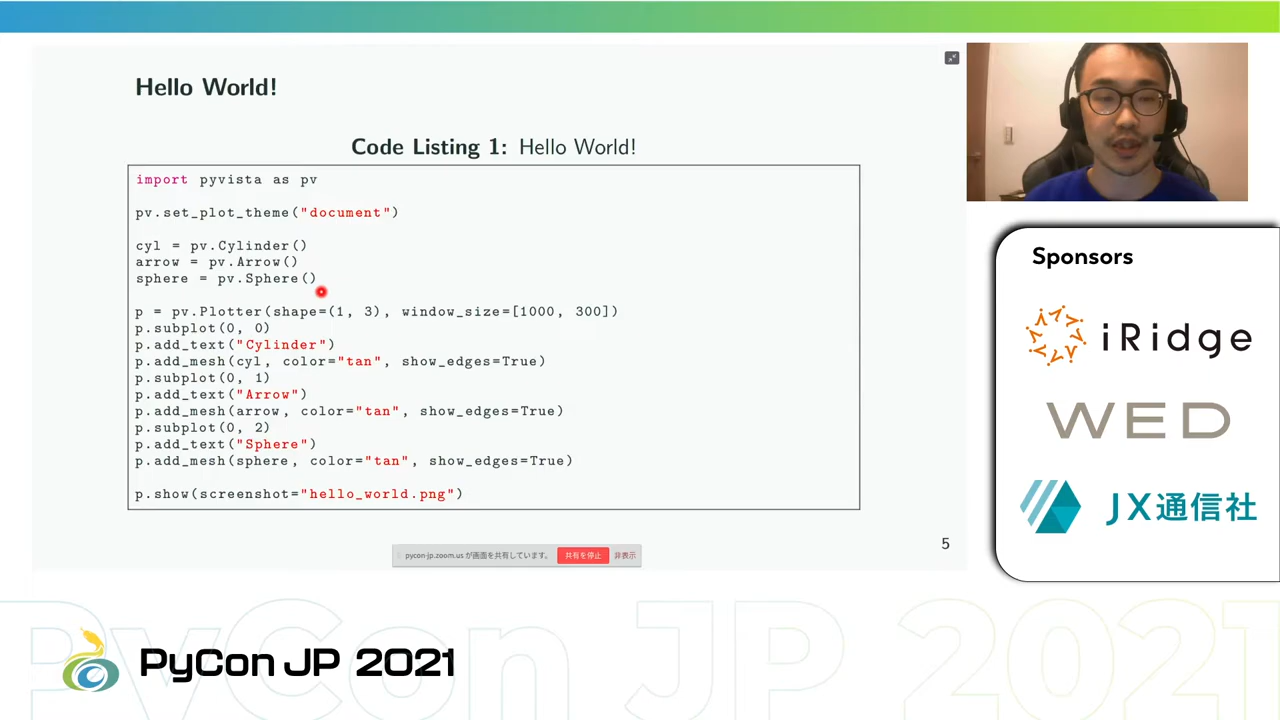 Hello World!
Code Listing 1: Hello World!
import pyvista as pv
pv.set_plot_theme("document")
cyl = pv.Cylinder()
arrow = pv.Arrow()
sphere = pv.Sphere()
p = pv.Plotter(shape=(1, 3), window_size=[1000, 300])
p.subplot(0, 0)
p.add_text("Cylinder")
p.add_mesh(cyl, color="tan", show_edges=True)
p.subplot(0, 1)
p.add_text("Arrow")
p.add_mesh(arrow, color="tan", show_edges=True)
p.subplot(0, 2)
p.add_text("Sphere")
p.add_mesh(sphere, color="tan", show_edges=True)
p.show(screenshot="hello_world.png")
5
pycon-jp.zoom.us が画面を共有しています。 共有を停止 非表示
Sponsors
iRidge
WED
JX通信社
PyCon JP 2021
PyCon JP 2021